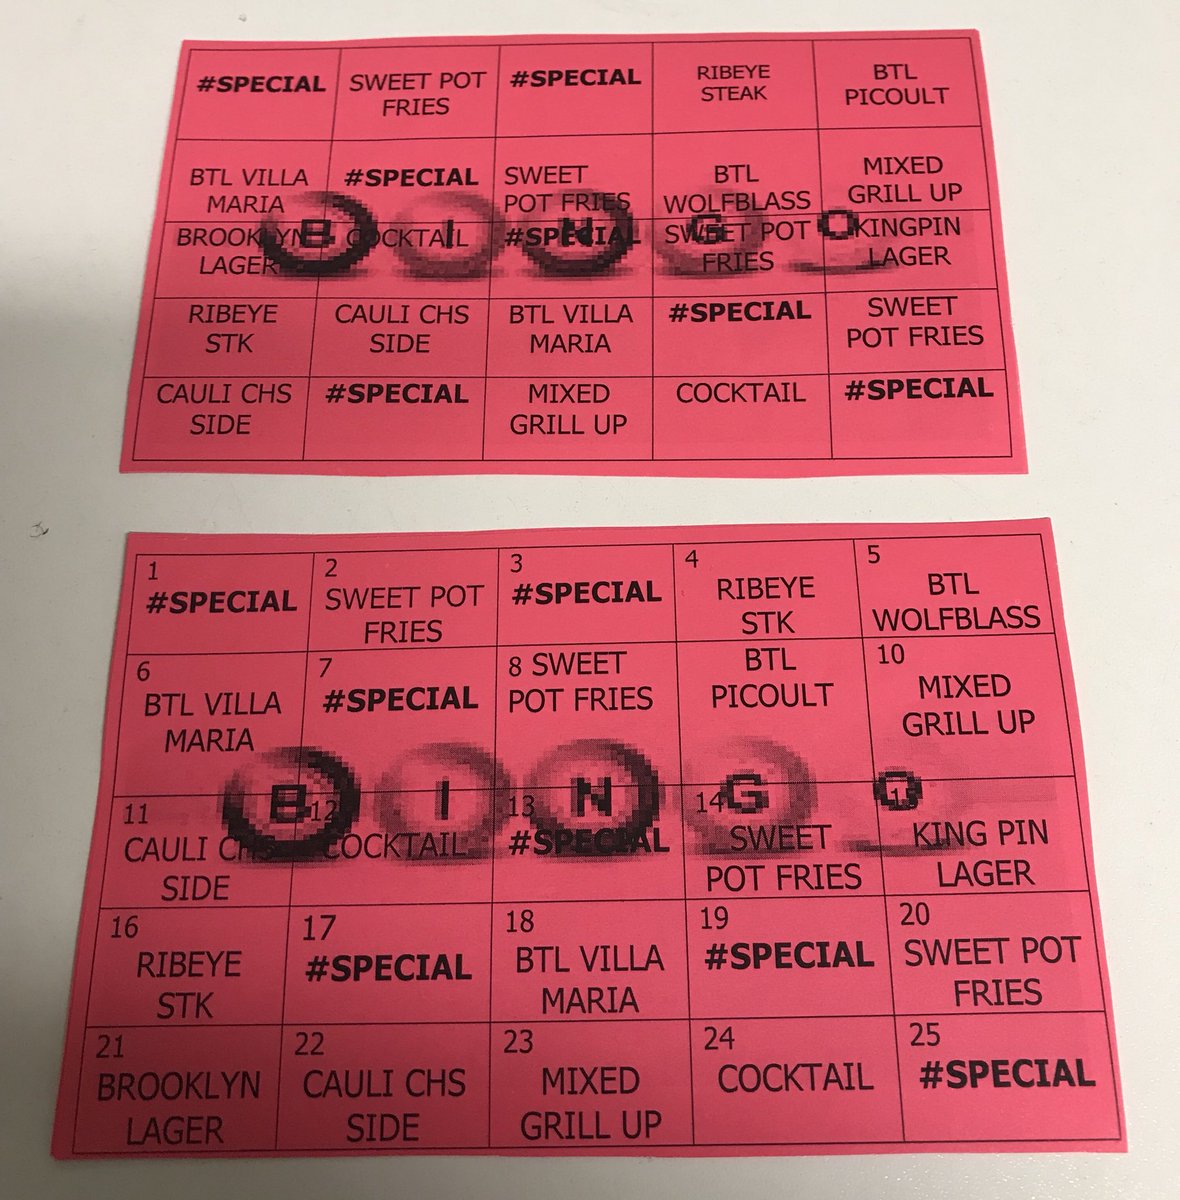 #SPECIAL
SWEET POT
FRIES
#SPECIAL
RIBEYE
STEAK
BTL
PICOULT
BTL VILLA
MARIA
#SPECIAL
SWEET
POT FRIES
BTL
WOLFBLASS
MIXED
GRILL UP
BROOKLYN
LAGER
COCKTAIL
#SPECIAL
SWEET POT
FRIES
KINGPIN
LAGER
B I N G O
RIBEYE
STK
CAULI CHS
SIDE
BTL VILLA
MARIA
#SPECIAL
SWEET
POT FRIES
CAULI CHS
SIDE
#SPECIAL
MIXED
GRILL UP
COCKTAIL
#SPECIAL
1
#SPECIAL
2
SWEET POT
FRIES
3
#SPECIAL
4
RIBEYE
STK
5
BTL
WOLFBLASS
6
BTL VILLA
MARIA
7
#SPECIAL
8 SWEET
POT FRIES
BTL
PICOULT
10
MIXED
GRILL UP
B I N G O
11
CAULI CHS
SIDE
12
COCKTAIL
13
#SPECIAL
14
SWEET
POT FRIES
15
KING PIN
LAGER
16
RIBEYE
STK
17
#SPECIAL
18
BTL VILLA
MARIA
19
#SPECIAL
20
SWEET POT
FRIES
21
BROOKLYN
LAGER
22
CAULI CHS
SIDE
23
MIXED
GRILL UP
24
COCKTAIL
25
#SPECIAL